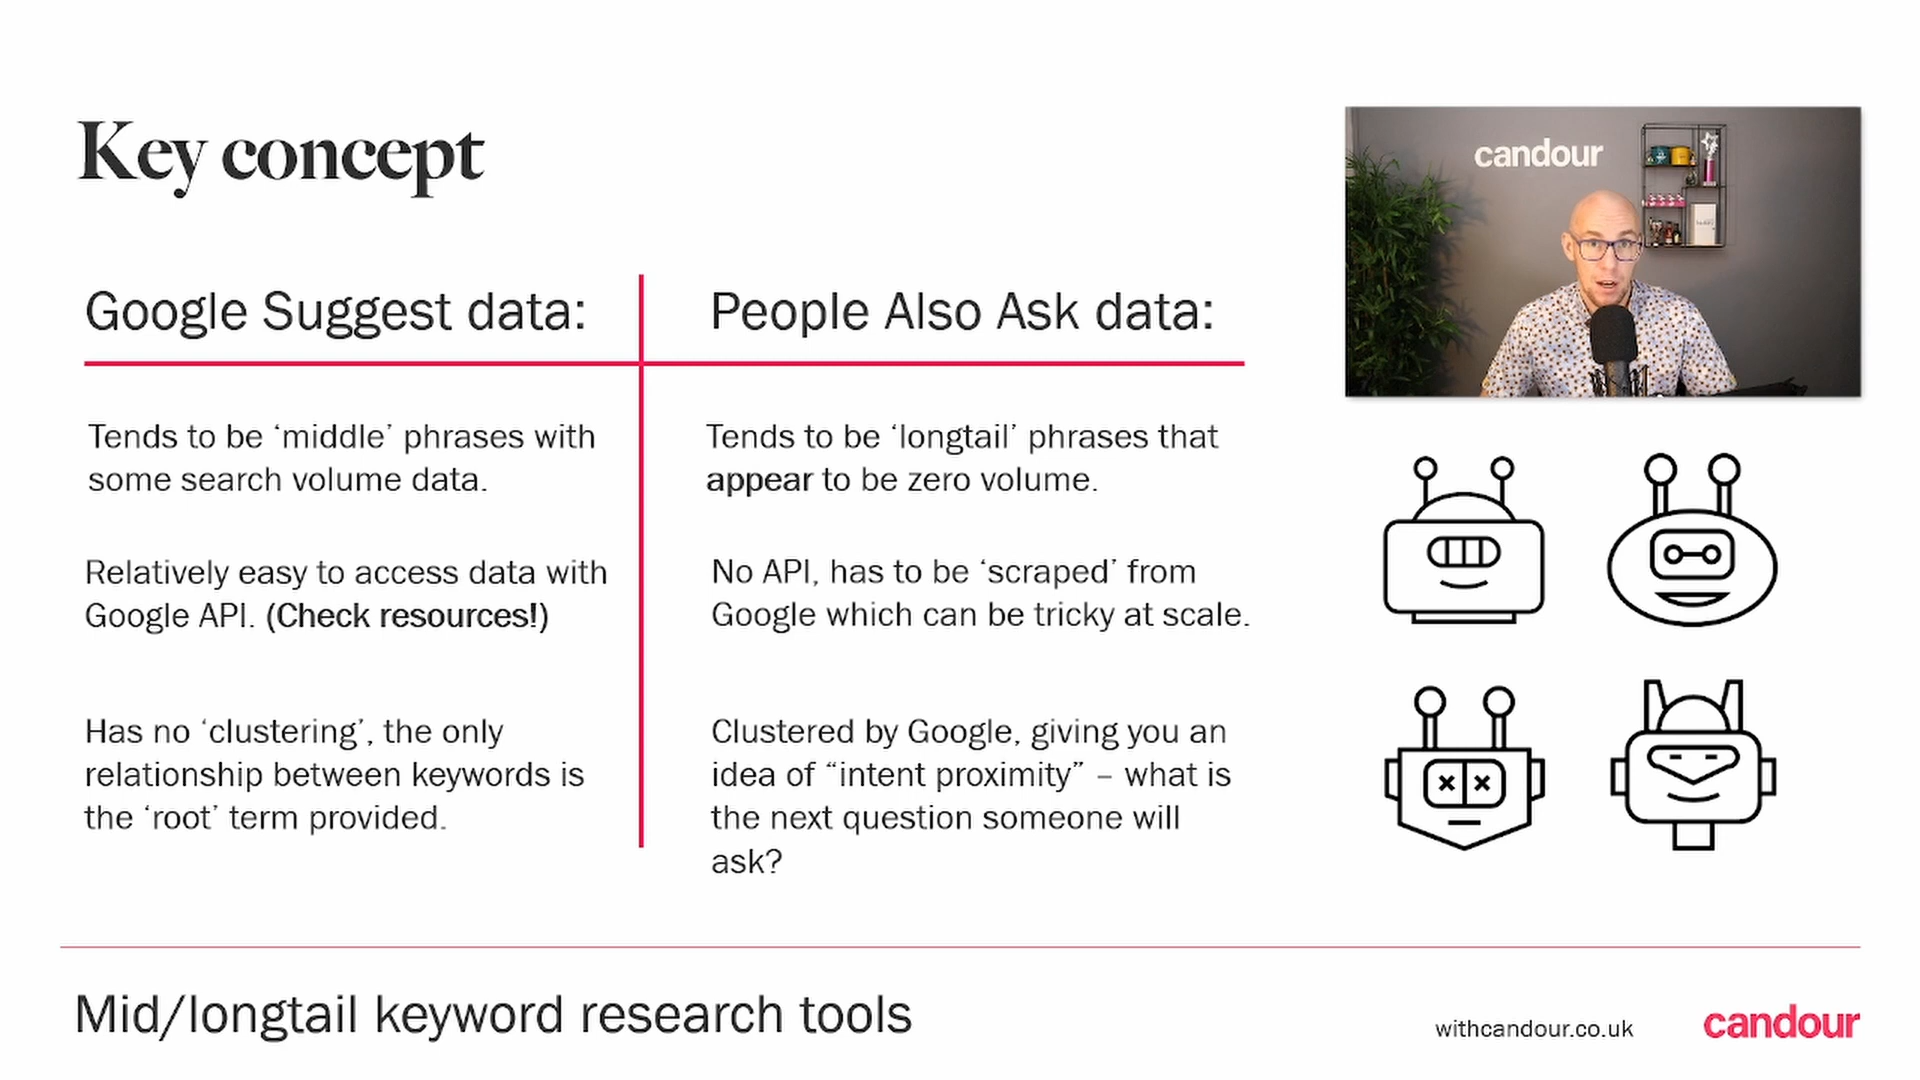 Key concept
candour
Google Suggest data:
People Also Ask data:
Tends to be ‘middle’ phrases with
some search volume data.
Tends to be ‘longtail’ phrases that
appear to be zero volume.
Relatively easy to access data with
Google API. (Check resources!)
No API, has to be ‘scraped’ from
Google which can be tricky at scale.
Has no ‘clustering’, the only
relationship between keywords is
the ‘root’ term provided.
Clustered by Google, giving you an
idea of “intent proximity” – what is
the next question someone will
ask?
Mid/longtail keyword research tools
withcandour.co.uk
candour